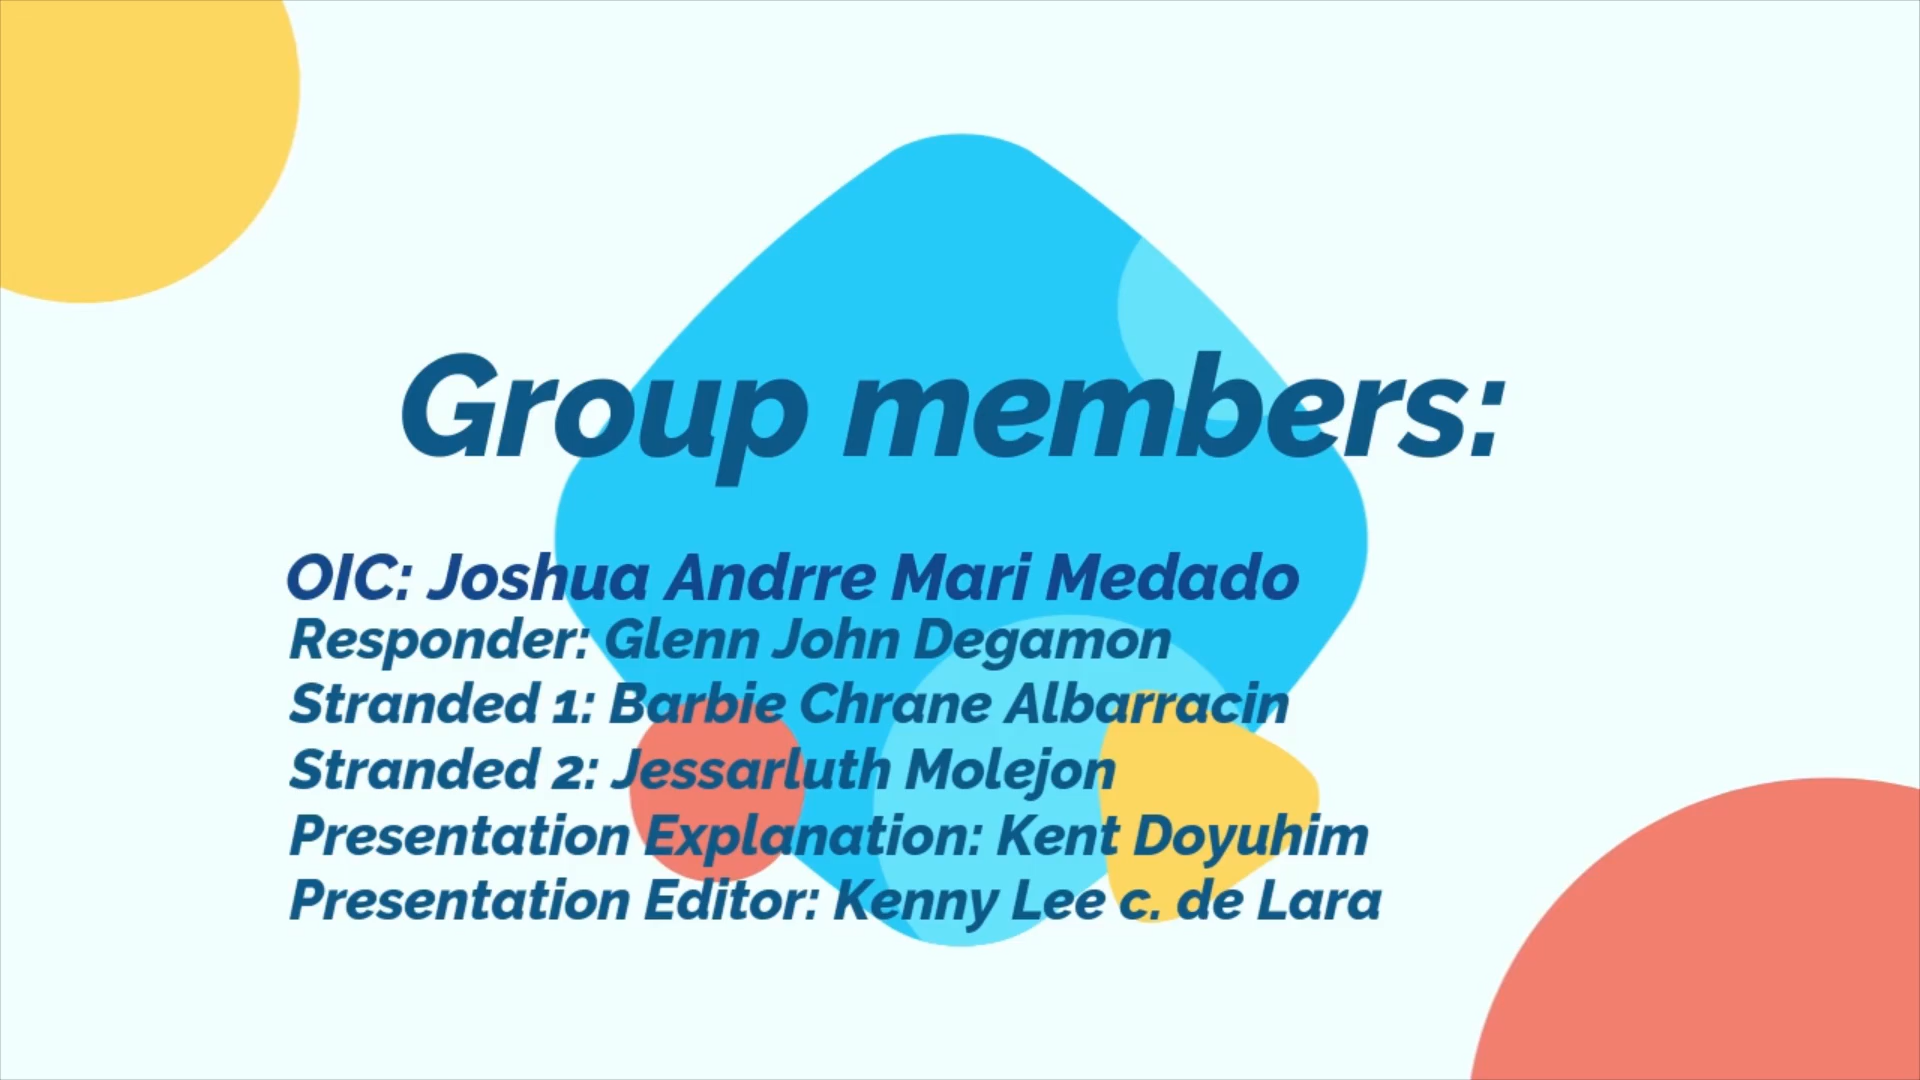 Group members:
OIC: Joshua Andrre Mari Medado
Responder: Glenn John Degamon
Stranded 1: Barbie Chrane Albarracin
Stranded 2: Jessarluth Molejon
Presentation Explanation: Kent Doyuhim
Presentation Editor: Kenny Lee c. de Lara